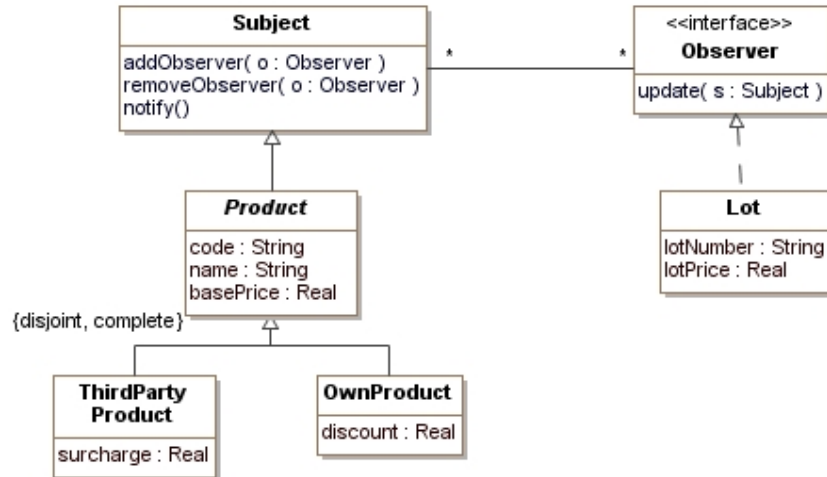 Subject
addObserver( o : Observer )
removeObserver( o : Observer )
notify()
*
*
<<interface>>
Observer
update( s : Subject )
Product
code : String
name : String
basePrice : Real
Lot
lotNumber : String
lotPrice : Real
{disjoint, complete}
ThirdParty
Product
surcharge : Real
OwnProduct
discount : Real